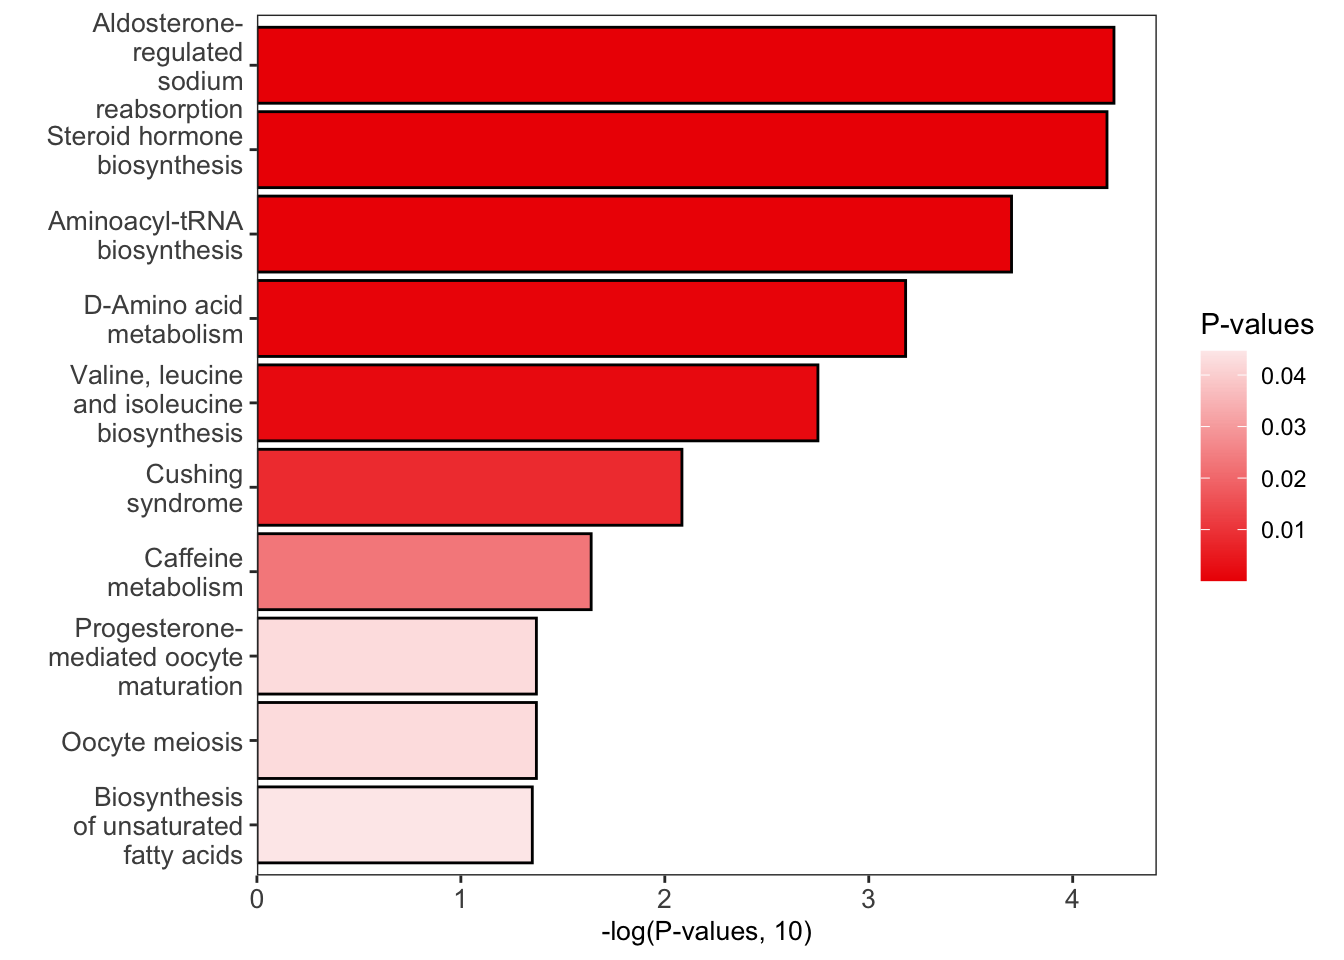 Aldosterone-
regulated
sodium
reabsorption
Steroid hormone
biosynthesis
Aminoacyl-tRNA
biosynthesis
D-Amino acid
metabolism
Valine, leucine
and isoleucine
biosynthesis
Cushing
syndrome
Caffeine
metabolism
Progesterone-
mediated oocyte
maturation
Oocyte meiosis
Biosynthesis
of unsaturated
fatty acids
0 1 2 3 4
-log(P-values, 10)
P-values
0.04
0.03
0.02
0.01